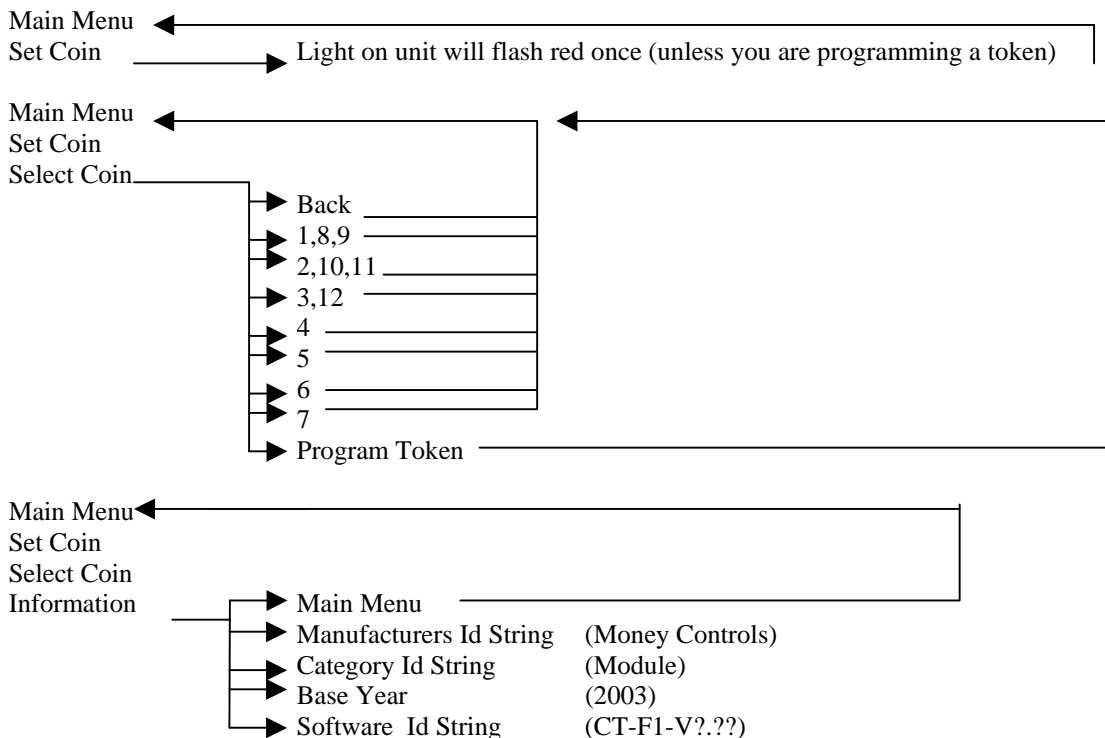 Main Menu
Set Coin
Light on unit will flash red once (unless you are programming a token)
Main Menu
Set Coin
Select Coin
Back
1,8,9
2,10,11
3,12
4
5
6
7
Program Token
Main Menu
Set Coin
Select Coin
Information
Main Menu
Manufacturers Id String (Money Controls)
Category Id String (Module)
Base Year (2003)
Software Id String (CT-F1-V?.??)